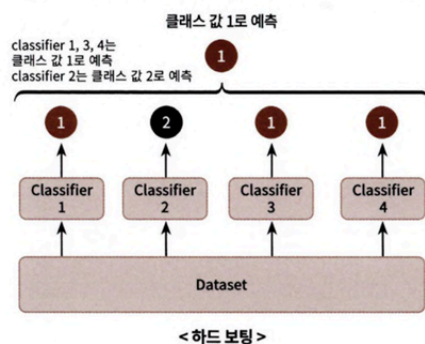 클래스 값 1로 예측
classifier 1, 3, 4는
클래스 값 1로 예측
classifier 2는 클래스 값 2로 예측
1
1 2 1 1
Classifier 1
Classifier 2
Classifier 3
Classifier 4
Dataset
< 하드 보팅 >